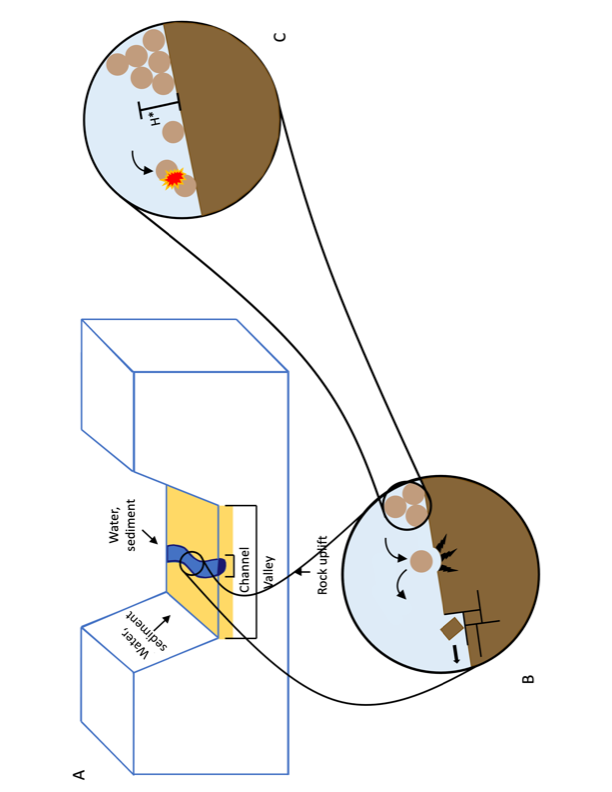 A
Water,
sediment
Water,
sediment
Channel
Valley
Rock uplift
B
H*
C